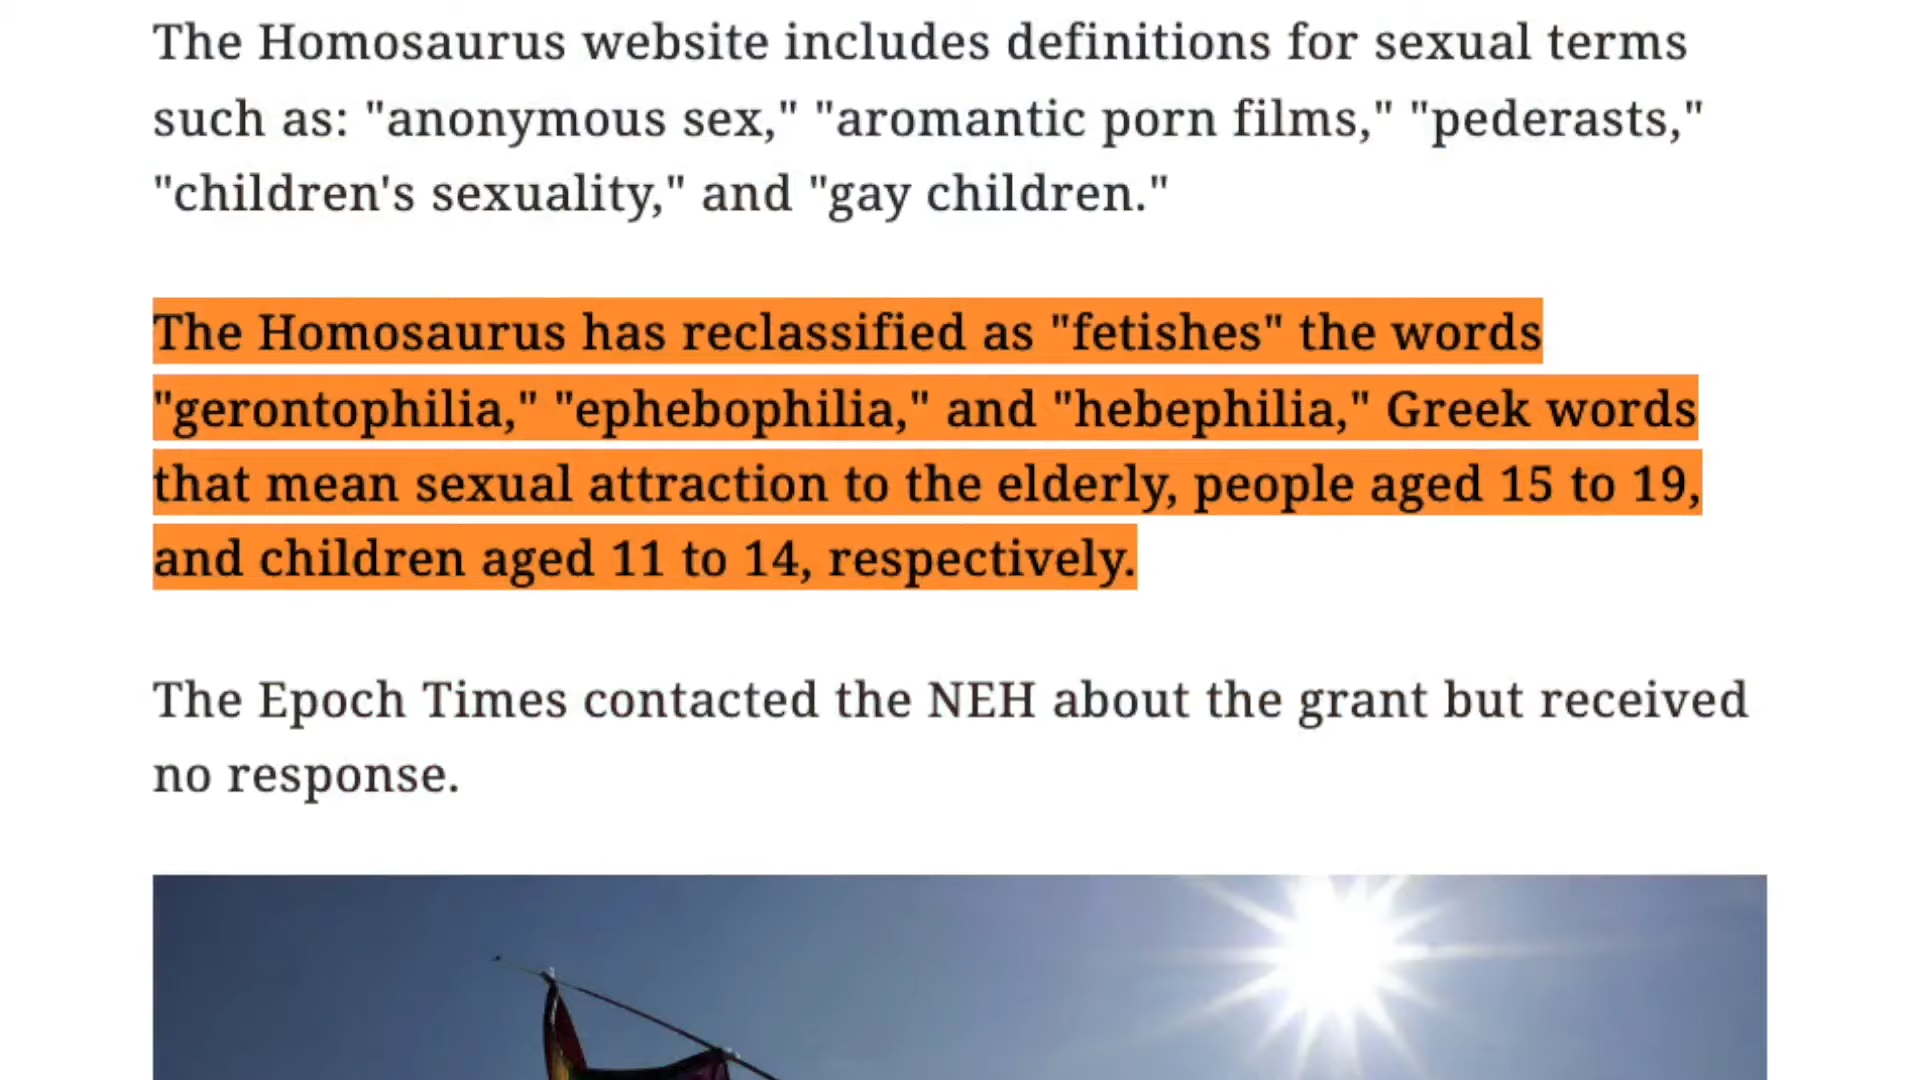 The Homosaurus website includes definitions for sexual terms
such as: "anonymous sex," "aromantic porn films," "pederasts,"
"children's sexuality," and "gay children."
The Homosaurus has reclassified as "fetishes" the words
"gerontophilia," "ephebophilia," and "hebephilia," Greek words
that mean sexual attraction to the elderly, people aged 15 to 19,
and children aged 11 to 14, respectively.
The Epoch Times contacted the NEH about the grant but received
no response.